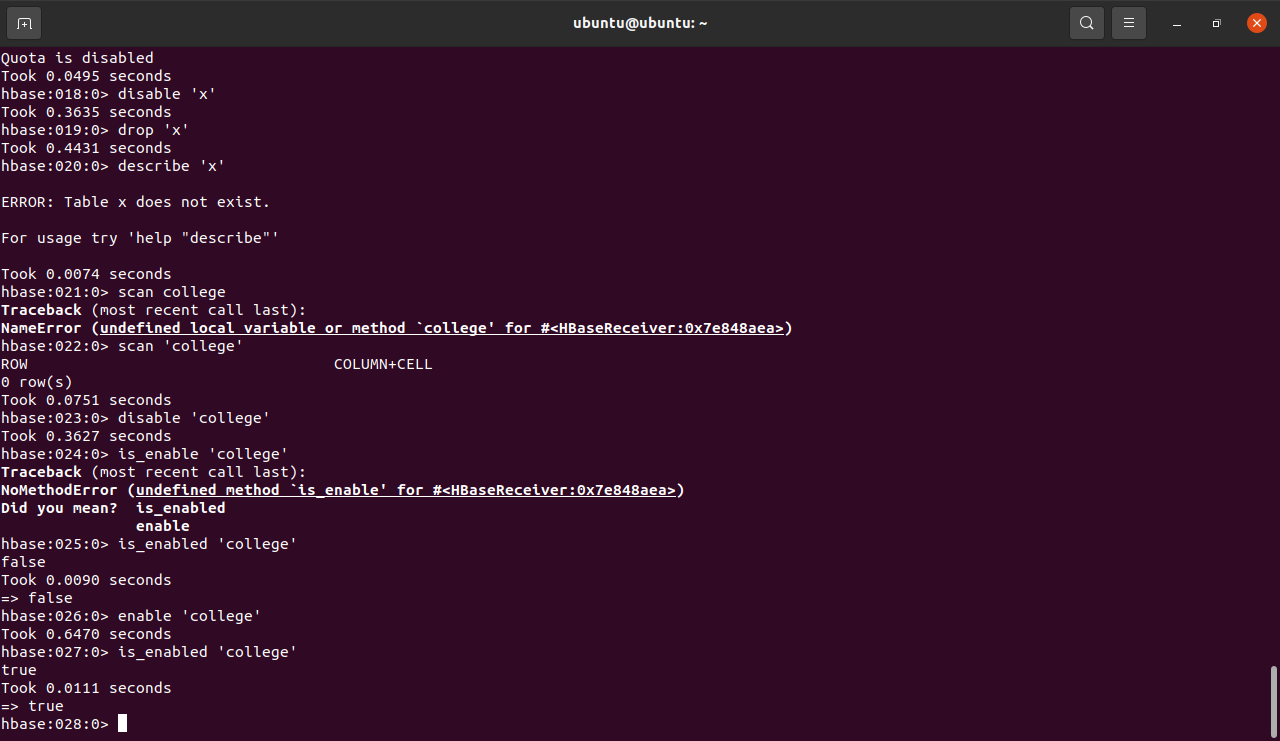 ubuntu@ubuntu: ~
Quota is disabled
Took 0.0495 seconds
hbase:018:0> disable 'x'
Took 0.3635 seconds
hbase:019:0> drop 'x'
Took 0.4431 seconds
hbase:020:0> describe 'x'
ERROR: Table x does not exist.
For usage try 'help "describe"'
Took 0.0074 seconds
hbase:021:0> scan college
Traceback (most recent call last):
NameError (undefined local variable or method `college' for #<HBaseReceiver:0x7e848aea>)
hbase:022:0> scan 'college'
ROW COLUMN+CELL
0 row(s)
Took 0.0751 seconds
hbase:023:0> disable 'college'
Took 0.3627 seconds
hbase:024:0> is_enable 'college'
Traceback (most recent call last):
NoMethodError (undefined method `is_enable' for #<HBaseReceiver:0x7e848aea>)
Did you mean?  is_enabled
enable
hbase:025:0> is_enabled 'college'
false
Took 0.0090 seconds
=> false
hbase:026:0> enable 'college'
Took 0.6470 seconds
hbase:027:0> is_enabled 'college'
true
Took 0.0111 seconds
=> true
hbase:028:0>